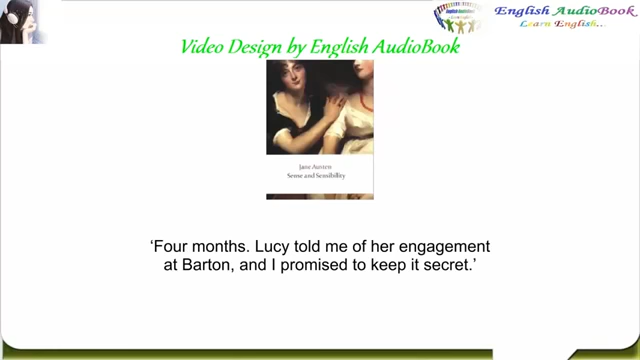 English AudioBook
Learn English...
Video Design by English AudioBook
Jane Austen
Sense and Sensibility
‘Four months. Lucy told me of her engagement
at Barton, and I promised to keep it secret.’